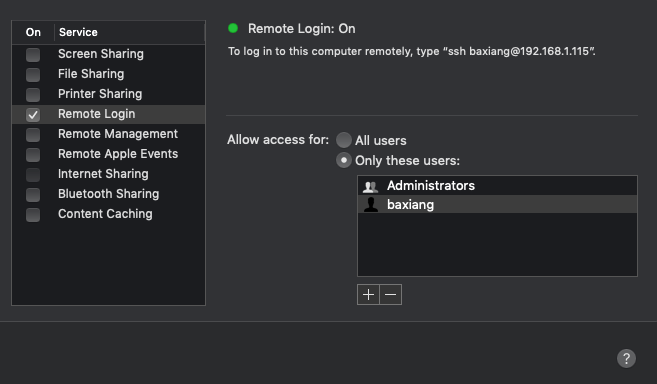 On Service
Screen Sharing
File Sharing
Printer Sharing
Remote Login
Remote Management
Remote Apple Events
Internet Sharing
Bluetooth Sharing
Content Caching
Remote Login: On
To log in to this computer remotely, type “ssh baxiang@192.168.1.115”.
Allow access for: All users
Only these users:
Administrators
baxiang
+ −
?